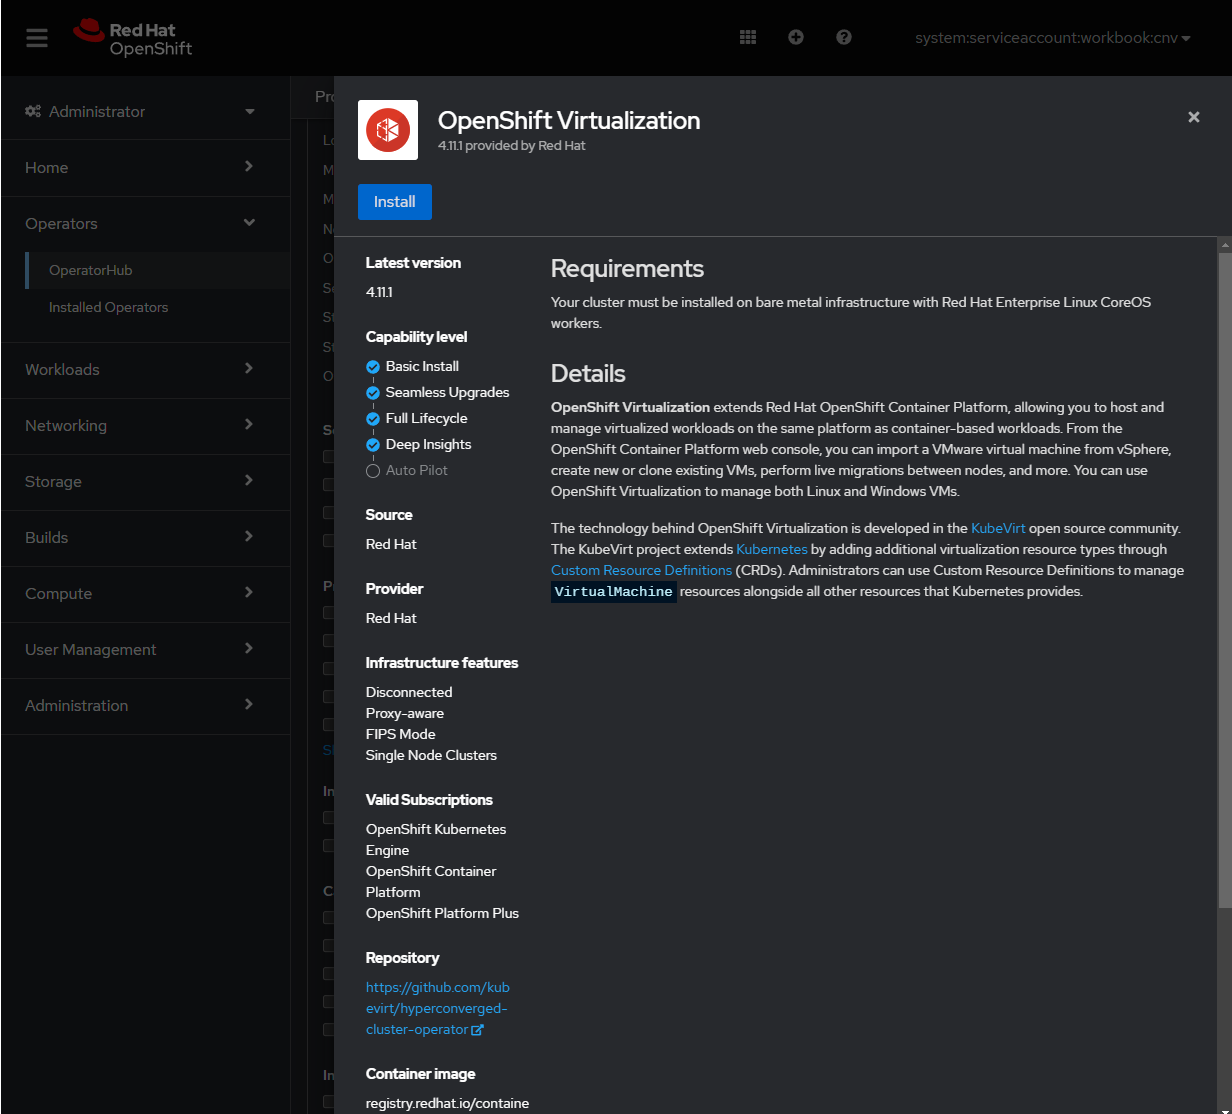 Red Hat
OpenShift
system:serviceaccount:workbook:cnv
Administrator
Home
Operators
OperatorHub
Installed Operators
Workloads
Networking
Storage
Builds
Compute
User Management
Administration
OpenShift Virtualization
4.11.1 provided by Red Hat
Install
Latest version
4.11.1
Capability level
Basic Install
Seamless Upgrades
Full Lifecycle
Deep Insights
Auto Pilot
Source
Red Hat
Provider
Red Hat
Infrastructure features
Disconnected
Proxy-aware
FIPS Mode
Single Node Clusters
Valid Subscriptions
OpenShift Kubernetes
Engine
OpenShift Container
Platform
OpenShift Platform Plus
Repository
https://github.com/kub
evirt/hyperconverged-
cluster-operator
Container image
registry.redhat.io/containe
Requirements
Your cluster must be installed on bare metal infrastructure with Red Hat Enterprise Linux CoreOS
workers.
Details
OpenShift Virtualization extends Red Hat OpenShift Container Platform, allowing you to host and
manage virtualized workloads on the same platform as container-based workloads. From the
OpenShift Container Platform web console, you can import a VMware virtual machine from vSphere,
create new or clone existing VMs, perform live migrations between nodes, and more. You can use
OpenShift Virtualization to manage both Linux and Windows VMs.
The technology behind OpenShift Virtualization is developed in the KubeVirt open source community.
The KubeVirt project extends Kubernetes by adding additional virtualization resource types through
Custom Resource Definitions (CRDs). Administrators can use Custom Resource Definitions to manage
VirtualMachine resources alongside all other resources that Kubernetes provides.